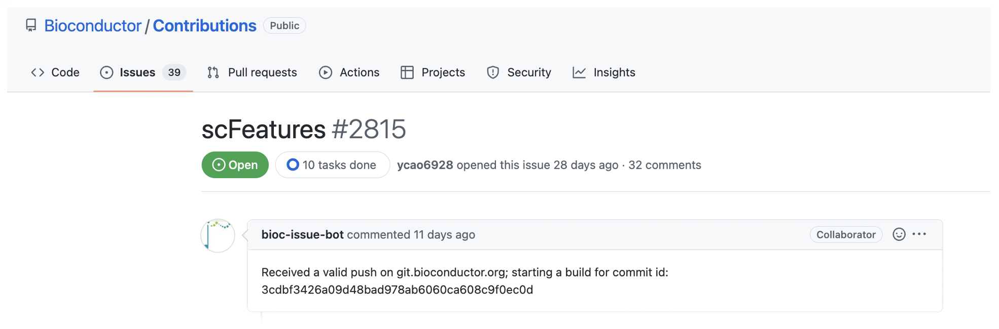 Bioconductor / Contributions Public
Code Issues 39 Pull requests Actions Projects Security Insights
scFeatures #2815
Open 10 tasks done ycao6928 opened this issue 28 days ago · 32 comments
bioc-issue-bot commented 11 days ago Collaborator
Received a valid push on git.bioconductor.org; starting a build for commit id:
3cdbf3426a09d48bad978ab6060ca608c9f0ec0d